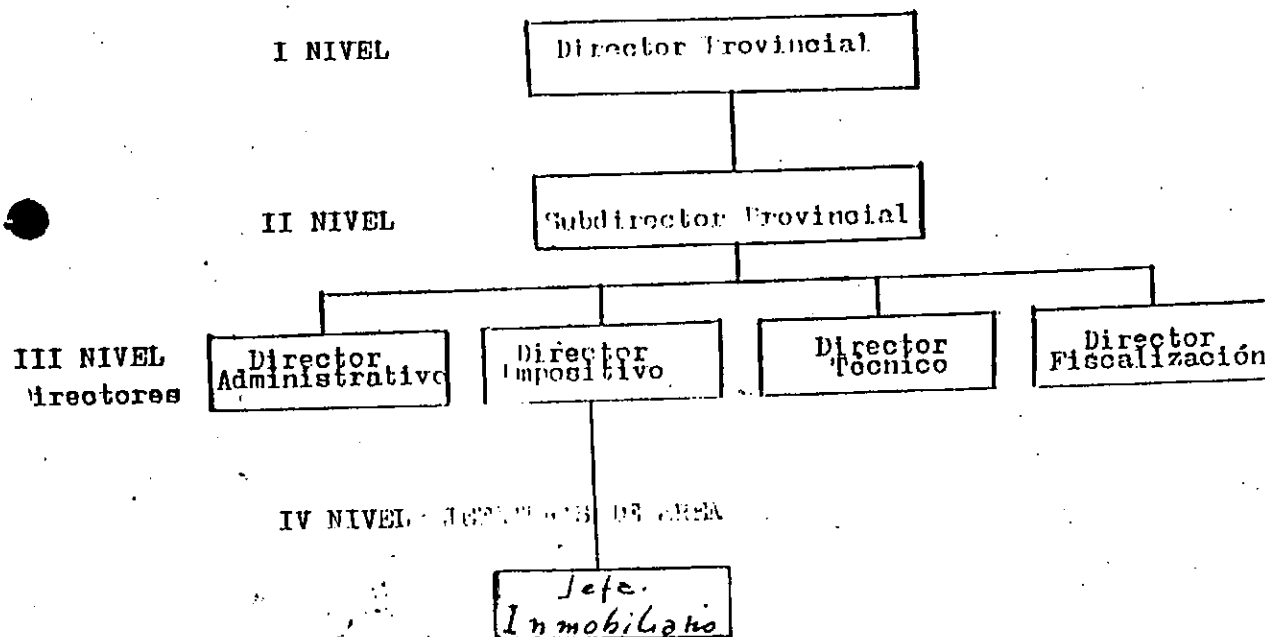 I NIVEL
Director Provincial
II NIVEL
Subdirector Provincial
III NIVEL
Directores
Director
Administrativo
Director
Impositivo
Director
Técnico
Director
Fiscalización
IV NIVEL DE AREA
Jefe.
Inmobiliario